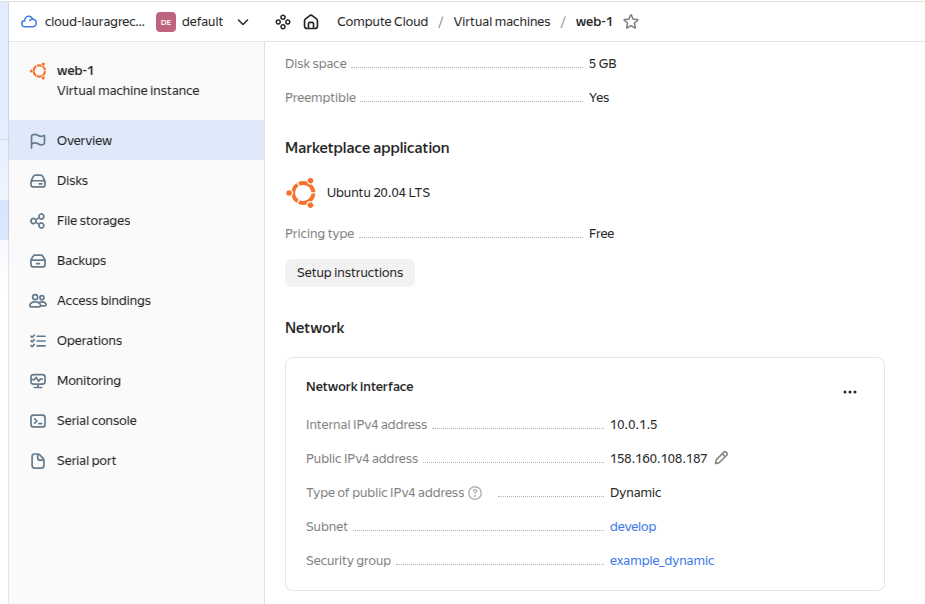 cloud-lauragrec... DE default Compute Cloud / Virtual machines / web-1
web-1
Virtual machine instance
Overview
Disks
File storages
Backups
Access bindings
Operations
Monitoring
Serial console
Serial port
Disk space 5 GB
Preemptible Yes
Marketplace application
Ubuntu 20.04 LTS
Pricing type Free
Setup instructions
Network
Network interface
Internal IPv4 address 10.0.1.5
Public IPv4 address 158.160.108.187
Type of public IPv4 address ? Dynamic
Subnet develop
Security group example_dynamic